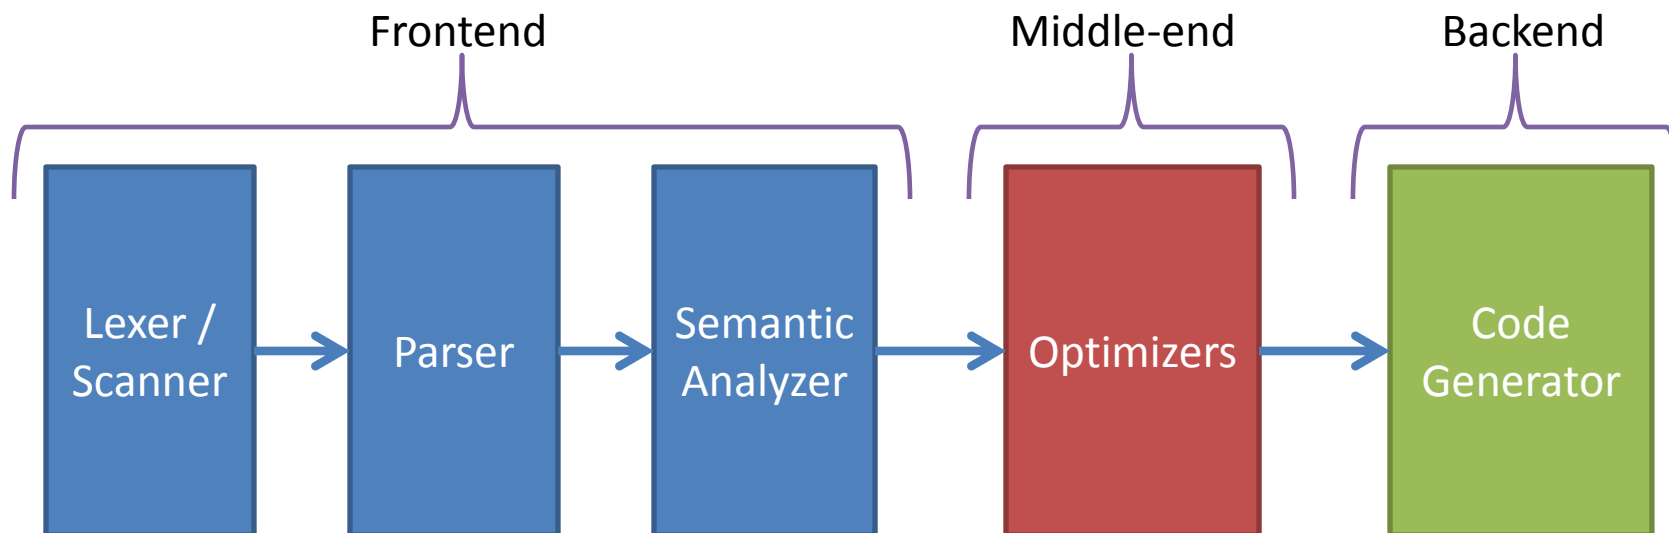 Frontend
Middle-end
Backend
Lexer /
Scanner
Parser
Semantic
Analyzer
Optimizers
Code
Generator